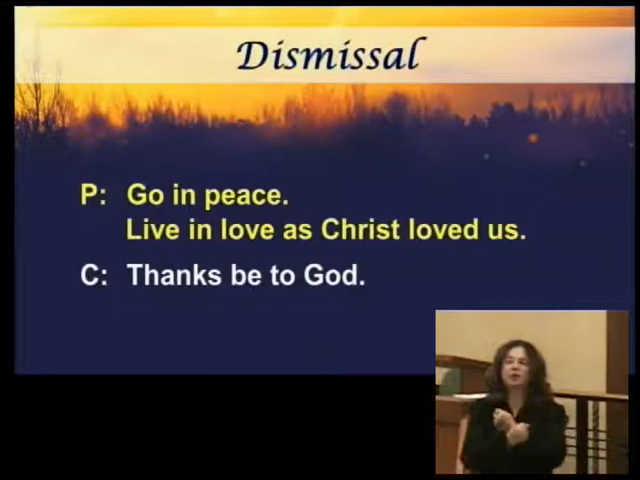 Dismissal
P: Go in peace.
Live in love as Christ loved us.
C: Thanks be to God.